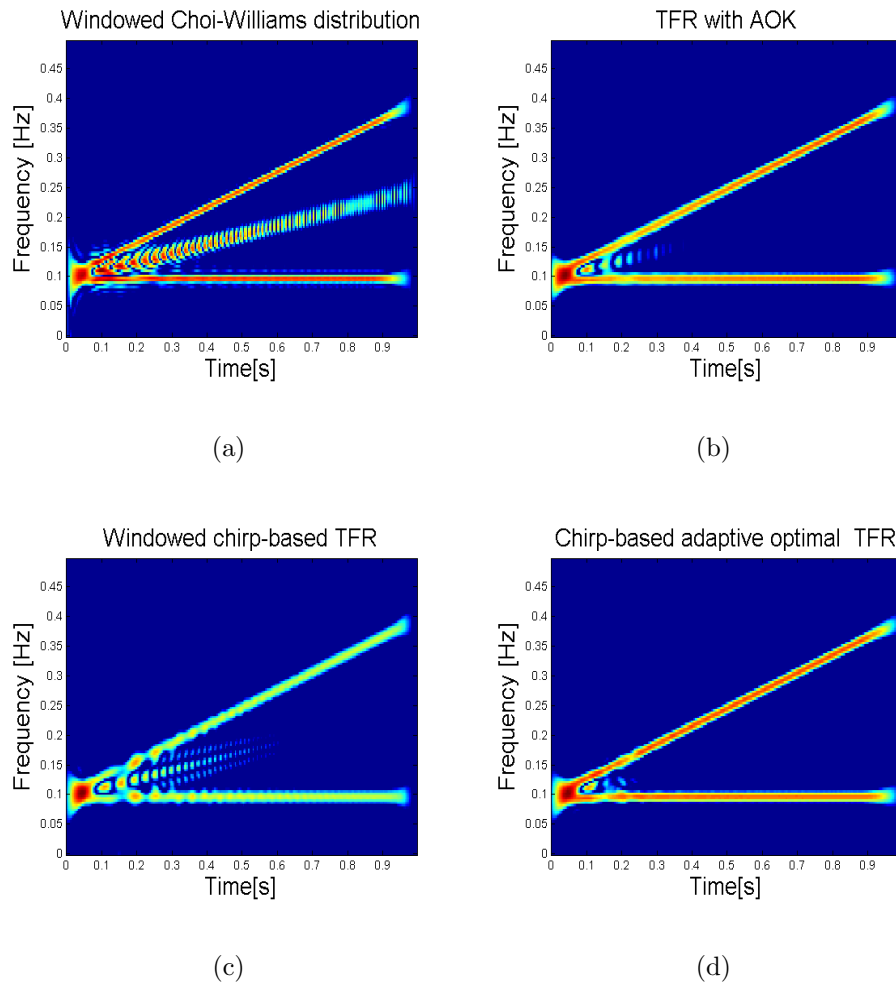 Windowed Choi-Williams distribution
Frequency [Hz]
0.45
0.4
0.35
0.3
0.25
0.2
0.15
0.1
0.05
0
0 0.1 0.2 0.3 0.4 0.5 0.6 0.7 0.8 0.9
Time[s]
(a)
TFR with AOK
Frequency [Hz]
0.45
0.4
0.35
0.3
0.25
0.2
0.15
0.1
0.05
0
0 0.1 0.2 0.3 0.4 0.5 0.6 0.7 0.8 0.9
Time[s]
(b)
Windowed chirp-based TFR
Frequency [Hz]
0.45
0.4
0.35
0.3
0.25
0.2
0.15
0.1
0.05
0
0 0.1 0.2 0.3 0.4 0.5 0.6 0.7 0.8 0.9
Time[s]
(c)
Chirp-based adaptive optimal TFR
Frequency [Hz]
0.45
0.4
0.35
0.3
0.25
0.2
0.15
0.1
0.05
0
0 0.1 0.2 0.3 0.4 0.5 0.6 0.7 0.8 0.9
Time[s]
(d)